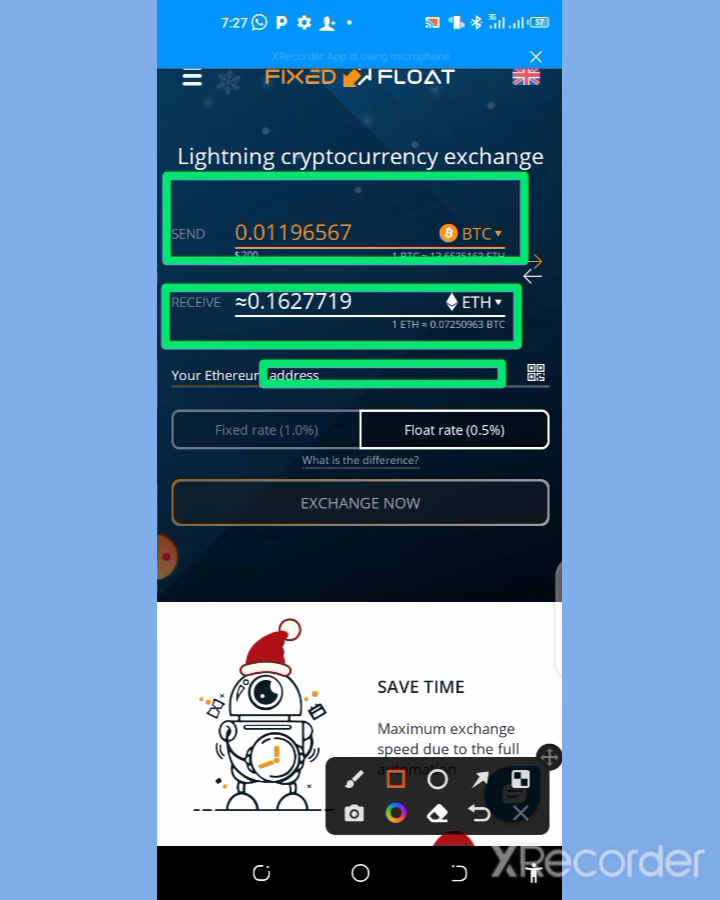 7:27
57
XRecorder App is using microphone
FIXED FLOAT
Lightning cryptocurrency exchange
SEND 0.01196567 BTC
$200 1 BTC ≈ 13.6535163 ETH
RECEIVE ≈0.1627719 ETH
1 ETH ≈ 0.07250963 BTC
Your Ethereum address
Fixed rate (1.0%) Float rate (0.5%)
What is the difference?
EXCHANGE NOW
SAVE TIME
Maximum exchange
speed due to the full
automation
XRecorder